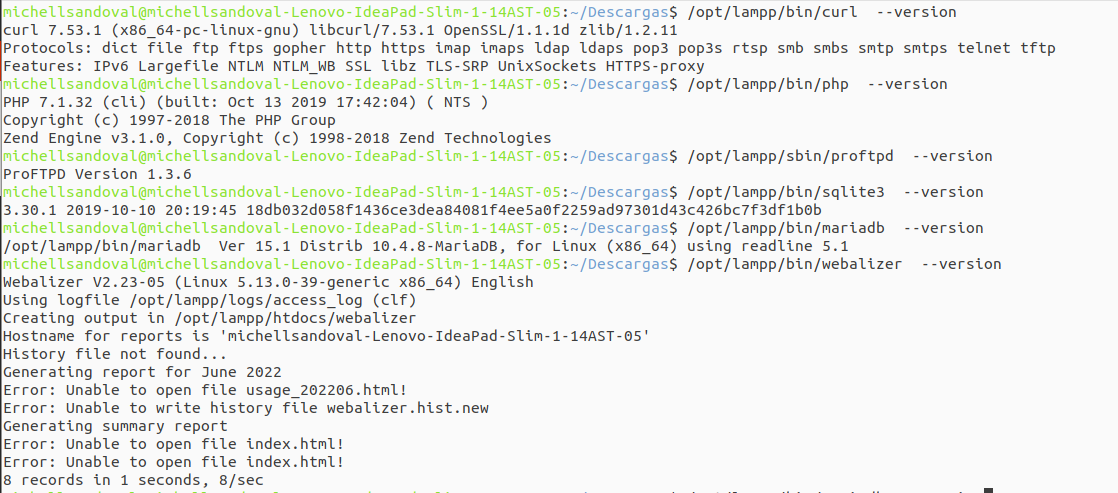 michellsandoval@michellsandoval-Lenovo-IdeaPad-Slim-1-14AST-05:~/Descargas$ /opt/lampp/bin/curl  --version
curl 7.53.1 (x86_64-pc-linux-gnu) libcurl/7.53.1 OpenSSL/1.1.1d zlib/1.2.11
Protocols: dict file ftp ftps gopher http https imap imaps ldap ldaps pop3 pop3s rtsp smb smbs smtp smtps telnet tftp
Features: IPv6 Largefile NTLM NTLM_WB SSL libz TLS-SRP UnixSockets HTTPS-proxy
michellsandoval@michellsandoval-Lenovo-IdeaPad-Slim-1-14AST-05:~/Descargas$ /opt/lampp/bin/php  --version
PHP 7.1.32 (cli) (built: Oct 13 2019 17:42:04) ( NTS )
Copyright (c) 1997-2018 The PHP Group
Zend Engine v3.1.0, Copyright (c) 1998-2018 Zend Technologies
michellsandoval@michellsandoval-Lenovo-IdeaPad-Slim-1-14AST-05:~/Descargas$ /opt/lampp/sbin/proftpd  --version
ProFTPD Version 1.3.6
michellsandoval@michellsandoval-Lenovo-IdeaPad-Slim-1-14AST-05:~/Descargas$ /opt/lampp/bin/sqlite3  --version
3.30.1 2019-10-10 20:19:45 18db032d058f1436ce3dea84081f4ee5a0f2259ad97301d43c426bc7f3df1b0b
michellsandoval@michellsandoval-Lenovo-IdeaPad-Slim-1-14AST-05:~/Descargas$ /opt/lampp/bin/mariadb  --version
/opt/lampp/bin/mariadb  Ver 15.1 Distrib 10.4.8-MariaDB, for Linux (x86_64) using readline 5.1
michellsandoval@michellsandoval-Lenovo-IdeaPad-Slim-1-14AST-05:~/Descargas$ /opt/lampp/bin/webalizer  --version
Webalizer V2.23-05 (Linux 5.13.0-39-generic x86_64) English
Using logfile /opt/lampp/logs/access_log (clf)
Creating output in /opt/lampp/htdocs/webalizer
Hostname for reports is 'michellsandoval-Lenovo-IdeaPad-Slim-1-14AST-05'
History file not found...
Generating report for June 2022
Error: Unable to open file usage_202206.html!
Error: Unable to write history file webalizer.hist.new
Generating summary report
Error: Unable to open file index.html!
Error: Unable to open file index.html!
8 records in 1 seconds, 8/sec